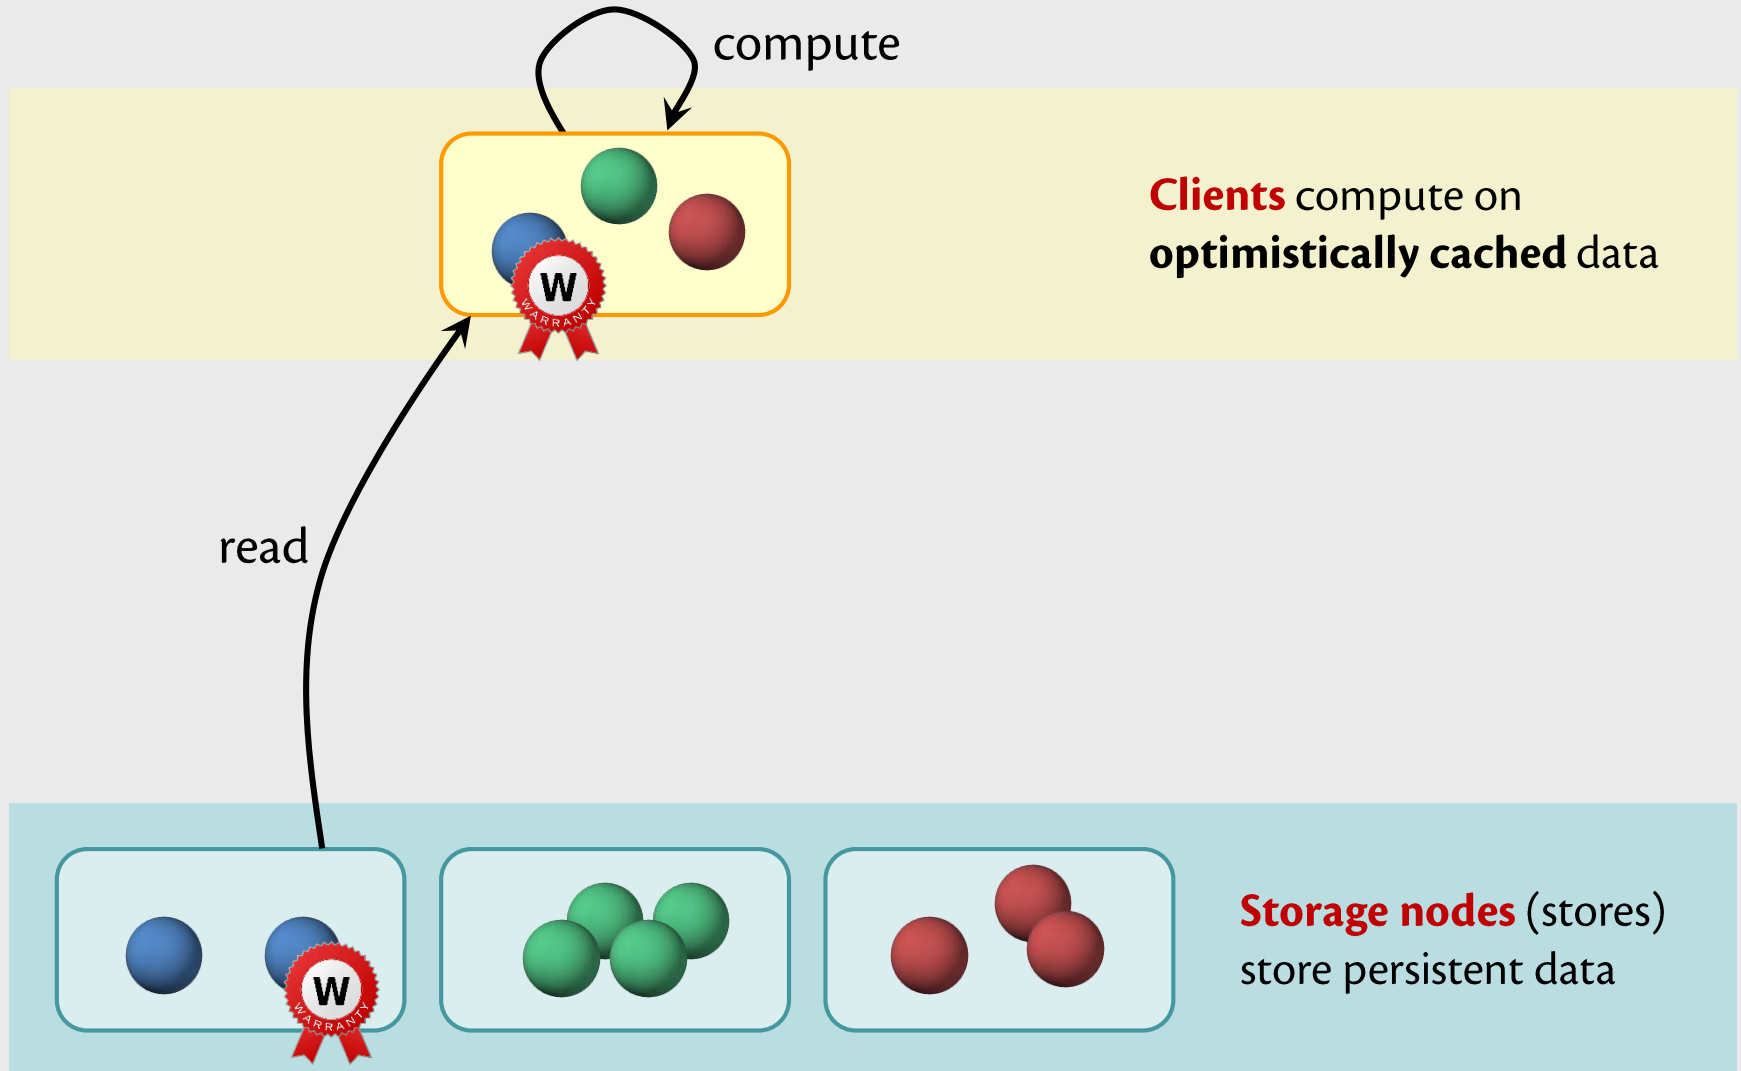 compute
Clients compute on
optimistically cached data
W
WARRANTY
read
Storage nodes (stores)
store persistent data
W
WARRANTY